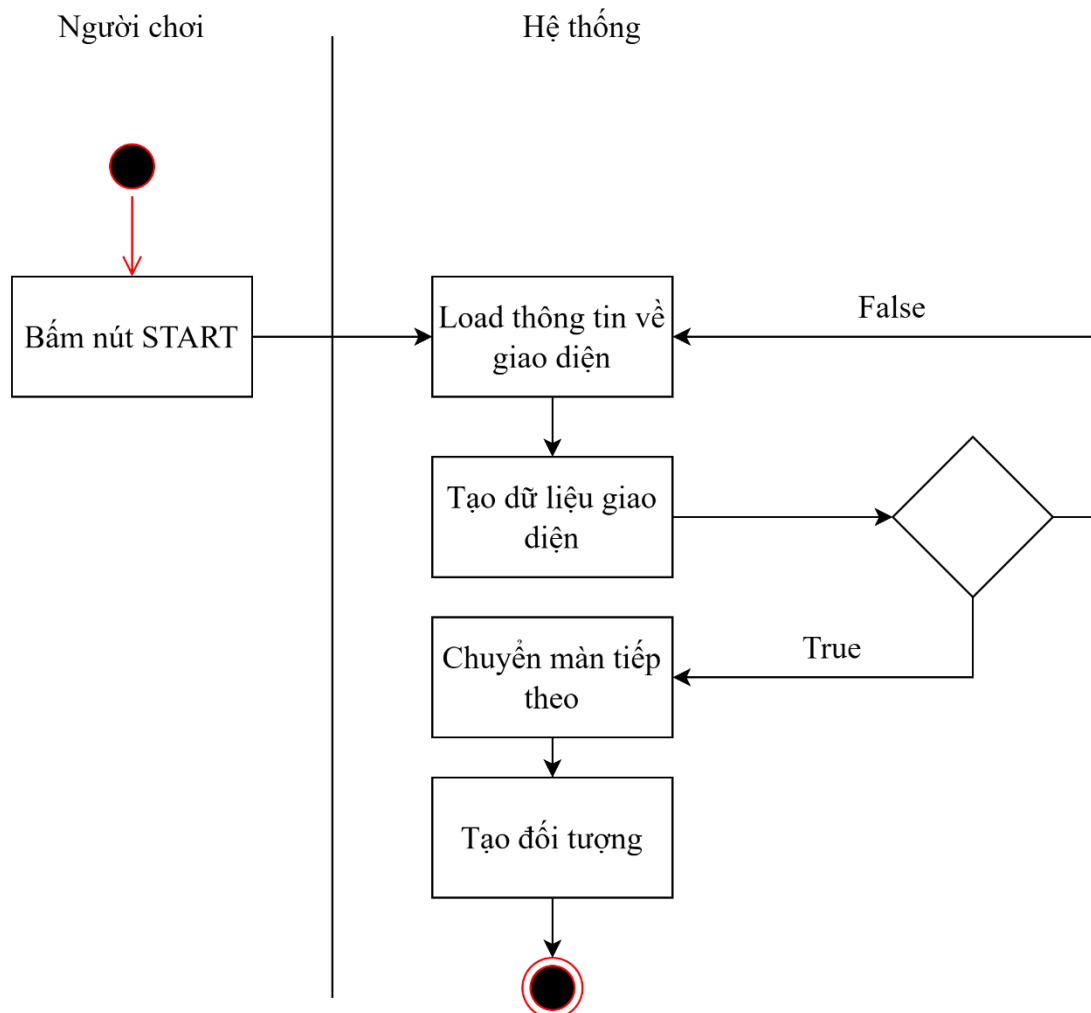 Người chơi
Hệ thống
Bấm nút START
Load thông tin về
giao diện
False
Tạo dữ liệu giao
diện
True
Chuyển màn tiếp
theo
Tạo đối tượng